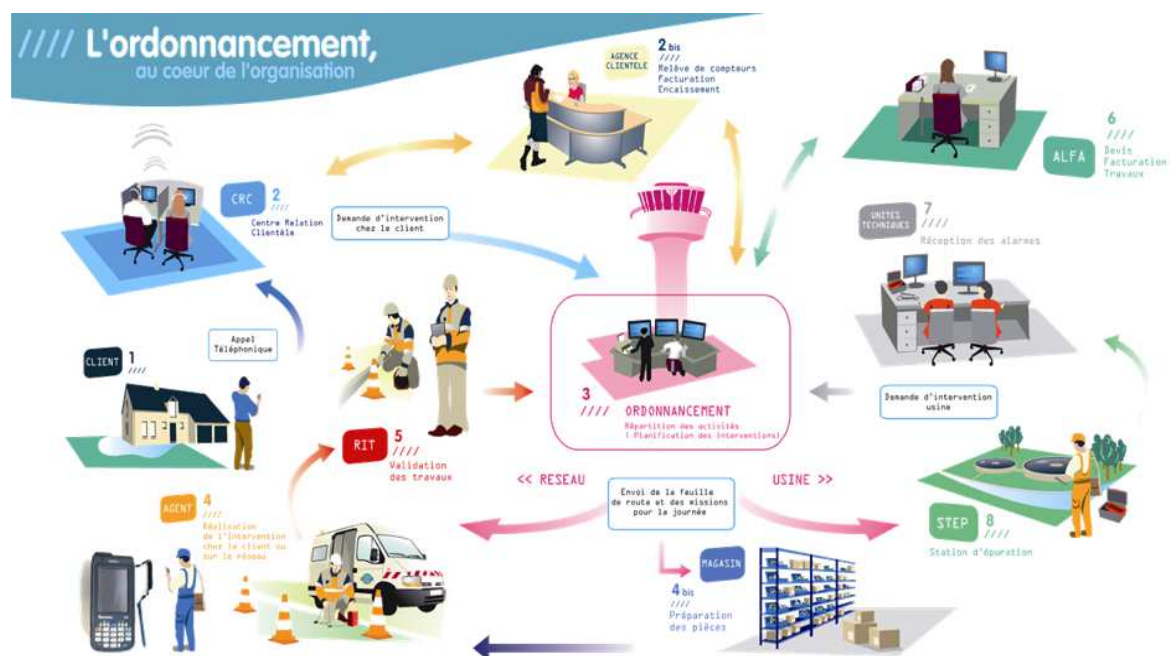 //// L'ordonnancement,
au coeur de l'organisation
AGENCE
CLIENTELE
2 bis
////
Relève de compteurs
Facturation
Encaissement
6
////
ALFA
Devis
Facturation
Travaux
CRC
2
////
Centre Relation
Clientèle
Demande d'intervention
chez le client
UNITES
TECHNIQUES
7
////
Réception des alarmes
Appel
Téléphonique
CLIENT
1
////
3
//// ORDONNANCEMENT
Répartition des activités
( Planification des interventions)
Demande d'intervention
usine
RIT
5
////
Validation
des travaux
<< RESEAU
USINE >>
Envoi de la feuille
de route et des missions
pour la journée
AGENT
4
////
Réalisation
de l'intervention
chez le client ou
sur le réseau
STEP
8
////
Station d'épuration
MAGASIN
4 bis
////
Préparation
des pièces